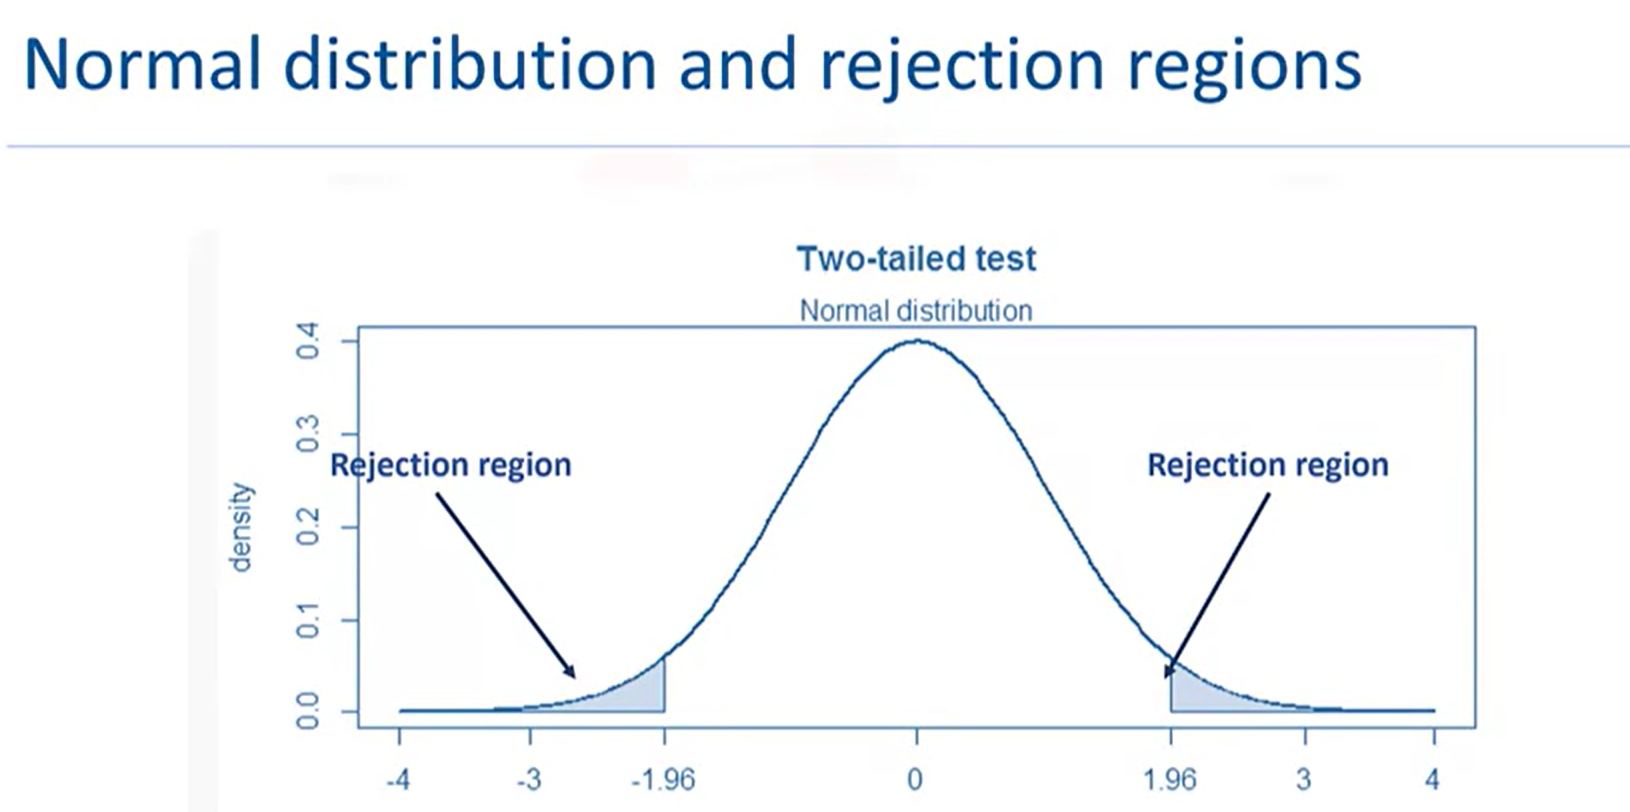 Normal distribution and rejection regions
Two-tailed test
Normal distribution
0.4
0.3
Rejection region
Rejection region
density
0.2
0.1
0.0
-4 -3 -1.96 0 1.96 3 4